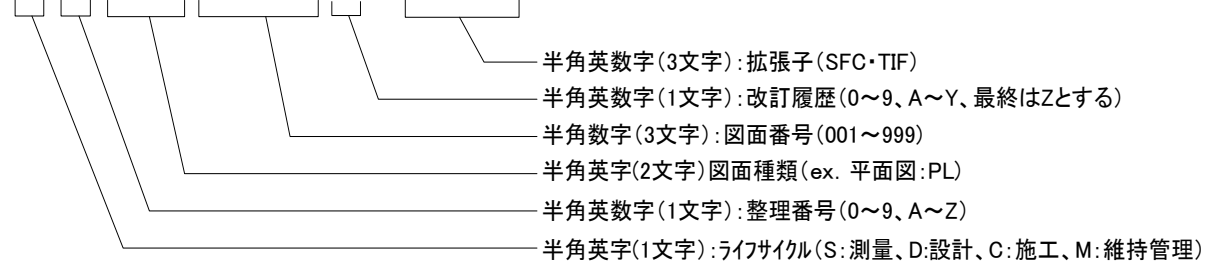 半角英数字(3文字):拡張子(SFC・TIF)
半角英数字(1文字):改訂履歴(0～9、A～Y、最終はZとする)
半角数字(3文字):図面番号(001～999)
半角英字(2文字)図面種類(ex. 平面図:PL)
半角英数字(1文字):整理番号(0～9、A～Z)
半角英字(1文字):ﾗｲﾌｻｲｸﾙ(S:測量、D:設計、C:施工、M:維持管理)